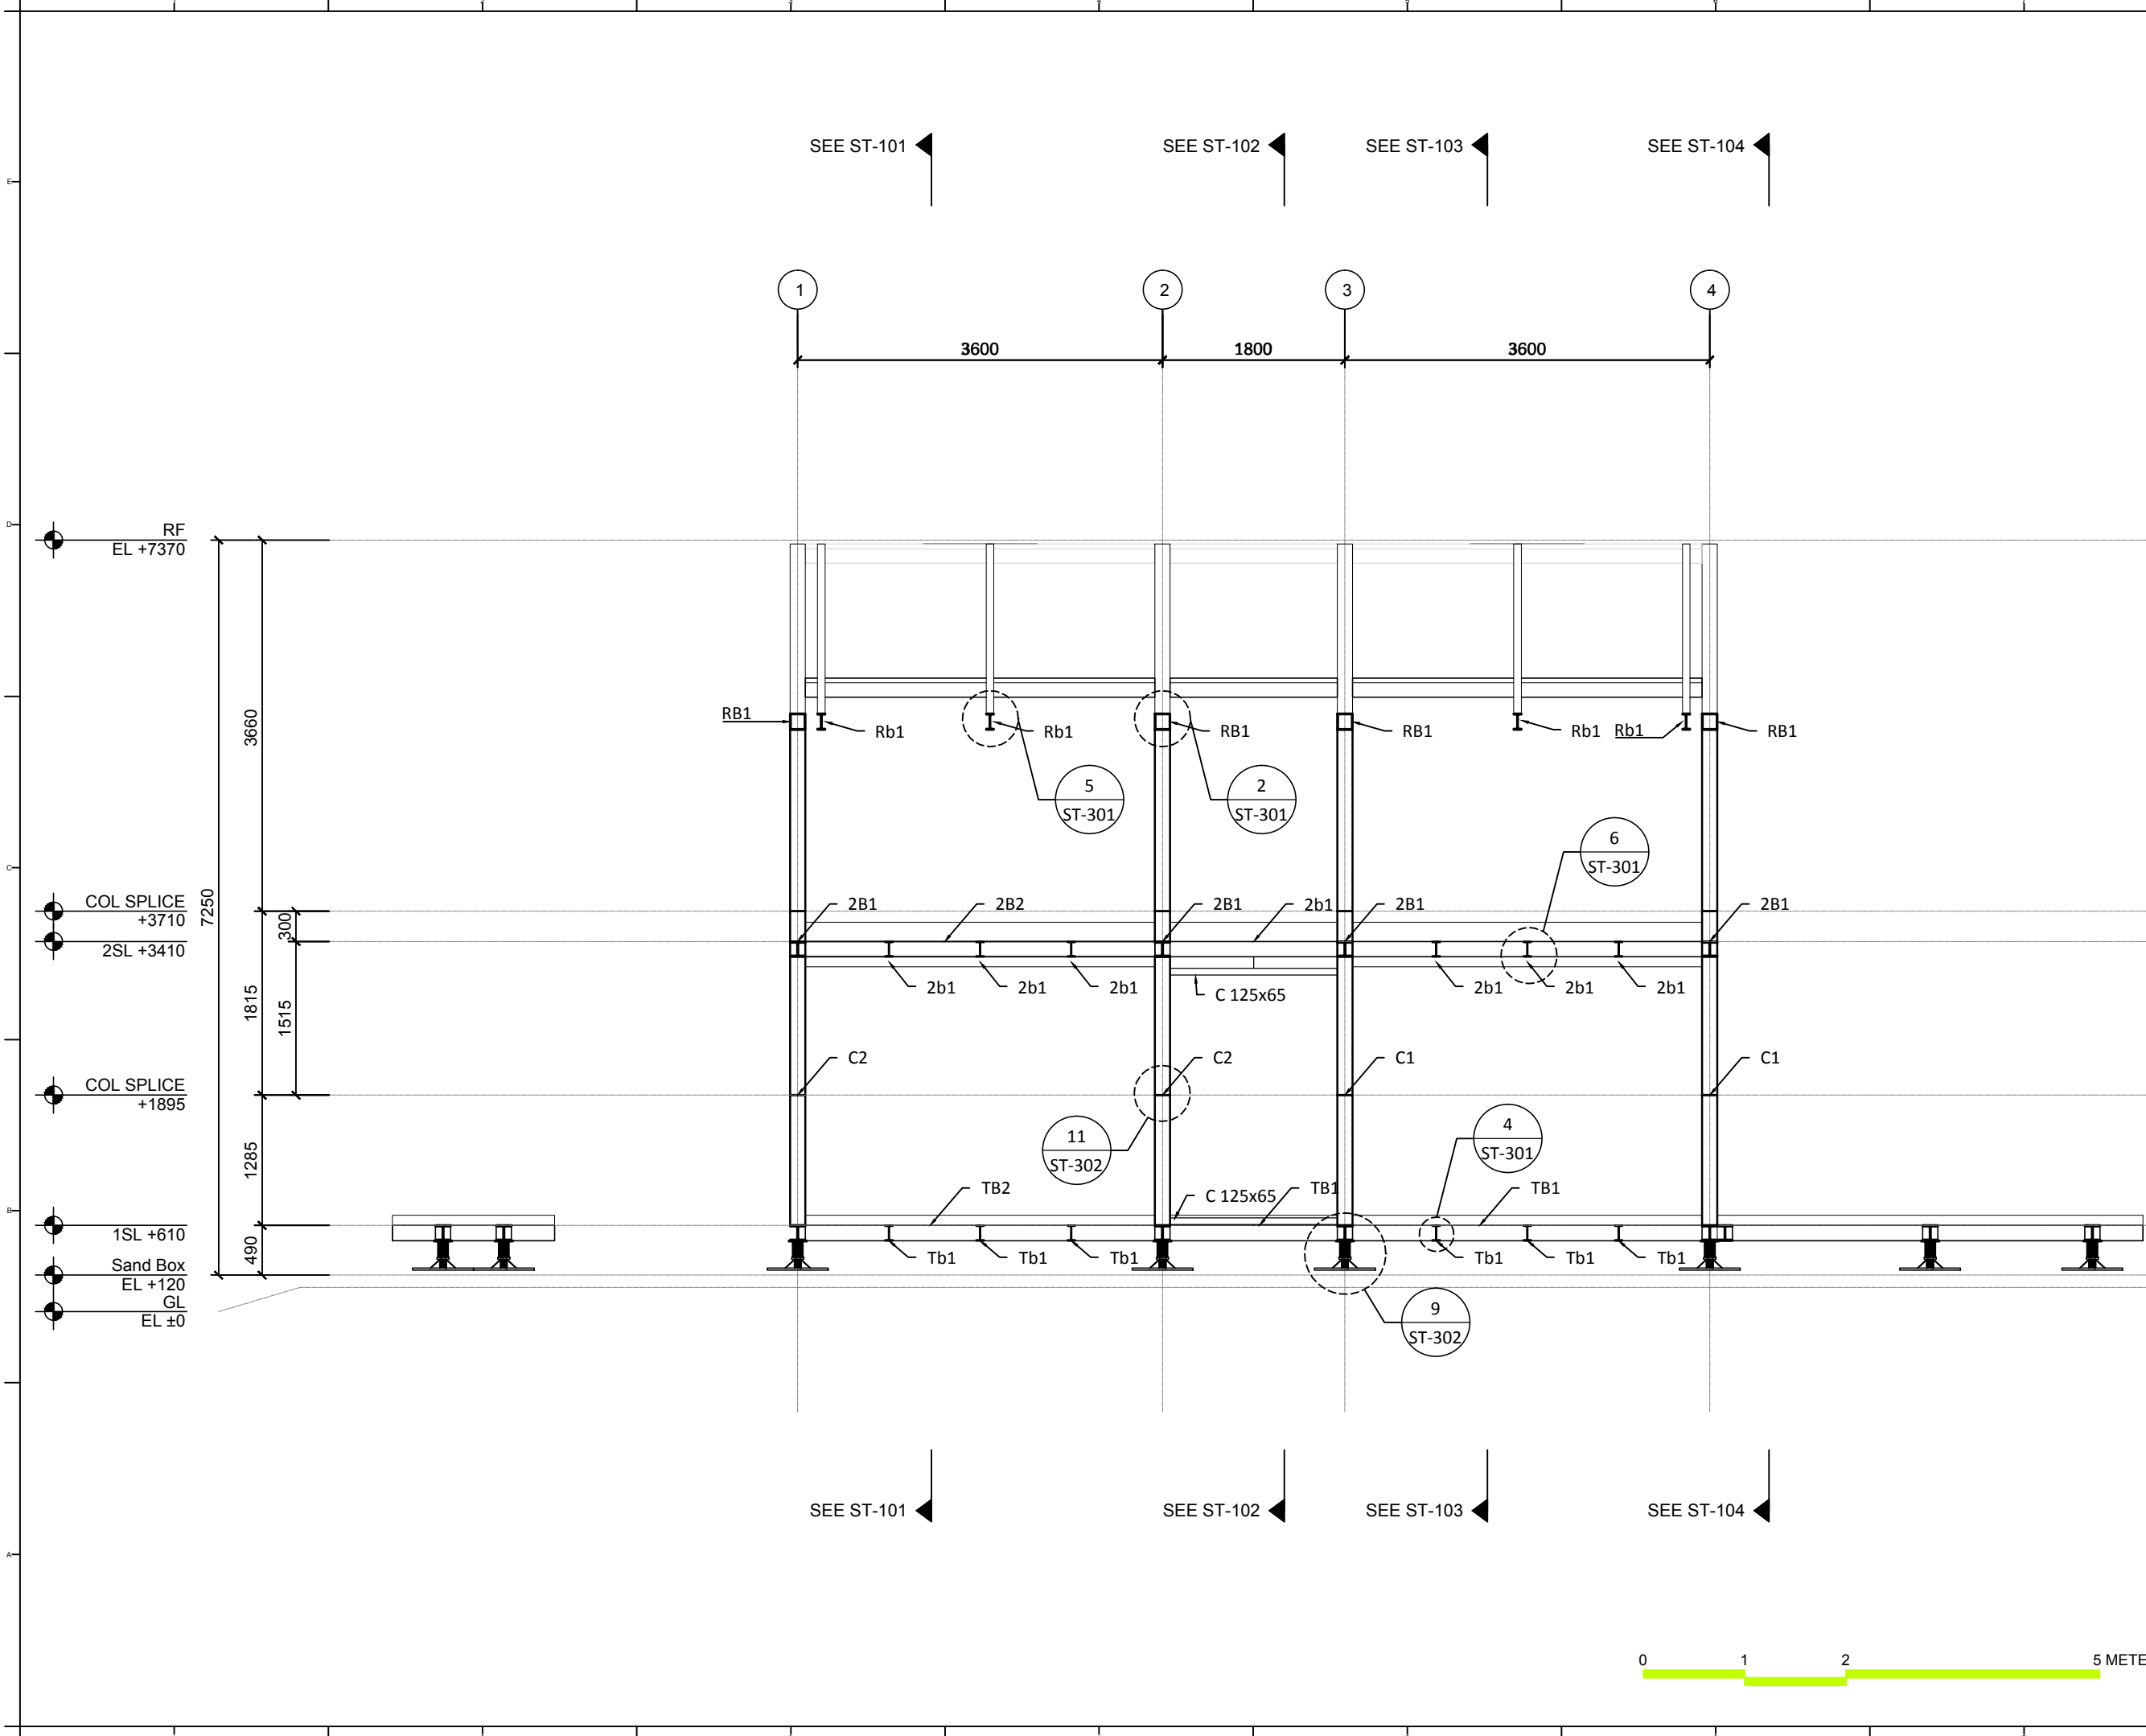 SEE ST-101
SEE ST-102
SEE ST-103
SEE ST-104
1
2
3
4
3600
1800
3600
E
D
C
B
A
RF
EL +7370
COL SPLICE
+3710
2SL +3410
COL SPLICE
+1895
1SL +610
Sand Box
EL +120
GL
EL ±0
7250
3660
300
1815
1515
1285
490
RB1
Rb1
Rb1
RB1
RB1
Rb1
Rb1
RB1
5
ST-301
2
ST-301
6
ST-301
2B1
2B2
2B1
2b1
2B1
2B1
2b1
2b1
2b1
C 125x65
2b1
2b1
2b1
C2
C2
C1
C1
11
ST-302
4
ST-301
TB2
C 125x65
TB1
TB1
Tb1
Tb1
Tb1
Tb1
Tb1
Tb1
9
ST-302
SEE ST-101
SEE ST-102
SEE ST-103
SEE ST-104
0
1
2
5 METE